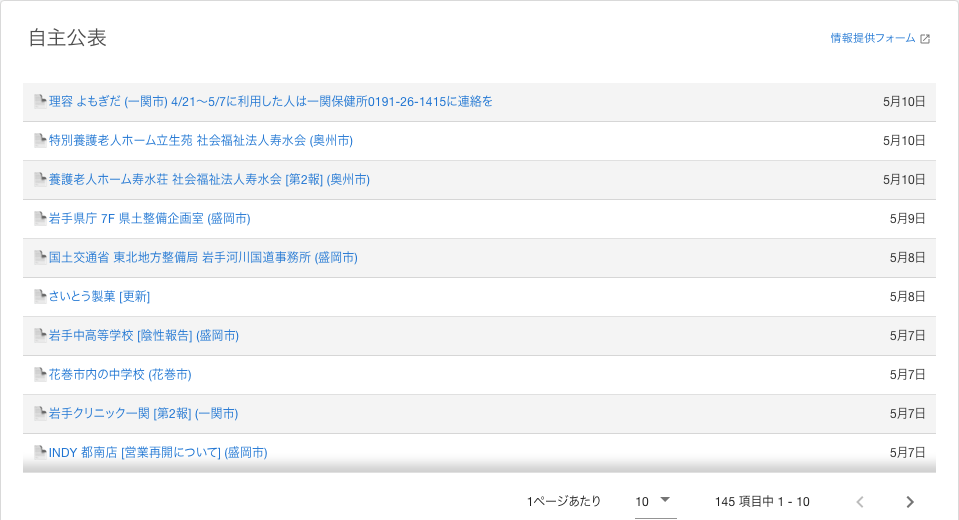 自主公表
情報提供フォーム
理容 よもぎだ (一関市) 4/21〜5/7に利用した人は一関保健所0191-26-1415に連絡を 5月10日
特別養護老人ホーム立生苑 社会福祉法人寿水会 (奥州市) 5月10日
養護老人ホーム寿水荘 社会福祉法人寿水会 [第2報] (奥州市) 5月10日
岩手県庁 7F 県土整備企画室 (盛岡市) 5月9日
国土交通省 東北地方整備局 岩手河川国道事務所 (盛岡市) 5月8日
さいとう製菓 [更新] 5月8日
岩手中高等学校 [陰性報告] (盛岡市) 5月7日
花巻市内の中学校 (花巻市) 5月7日
岩手クリニック一関 [第2報] (一関市) 5月7日
INDY 都南店 [営業再開について] (盛岡市) 5月7日
1ページあたり 10 145 項目中 1 - 10